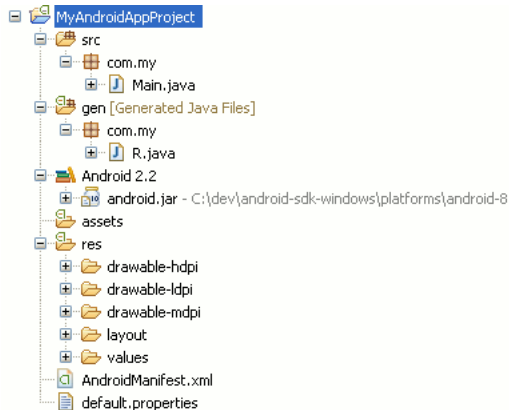 MyAndroidAppProject
src
com.my
Main.java
gen [Generated Java Files]
com.my
R.java
Android 2.2
android.jar - C:\dev\android-sdk-windows\platforms\android-8
assets
res
drawable-hdpi
drawable-ldpi
drawable-mdpi
layout
values
AndroidManifest.xml
default.properties